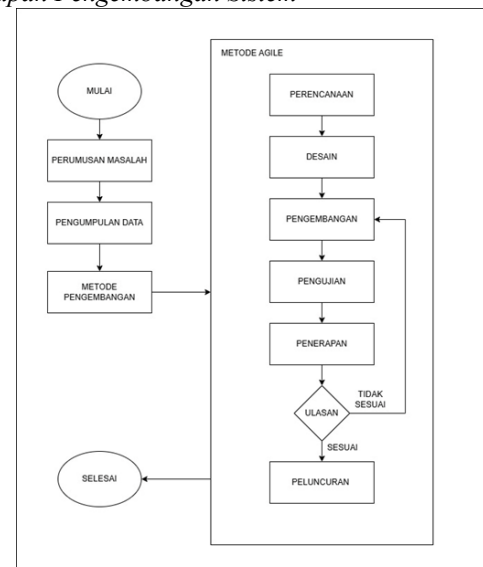 Pengembangan Sistem
MULAI
PERUMUSAN MASALAH
PENGUMPULAN DATA
METODE
PENGEMBANGAN
SELESAI
METODE AGILE
PERENCANAAN
DESAIN
PENGEMBANGAN
PENGUJIAN
PENERAPAN
ULASAN
TIDAK
SESUAI
SESUAI
PELUNCURAN